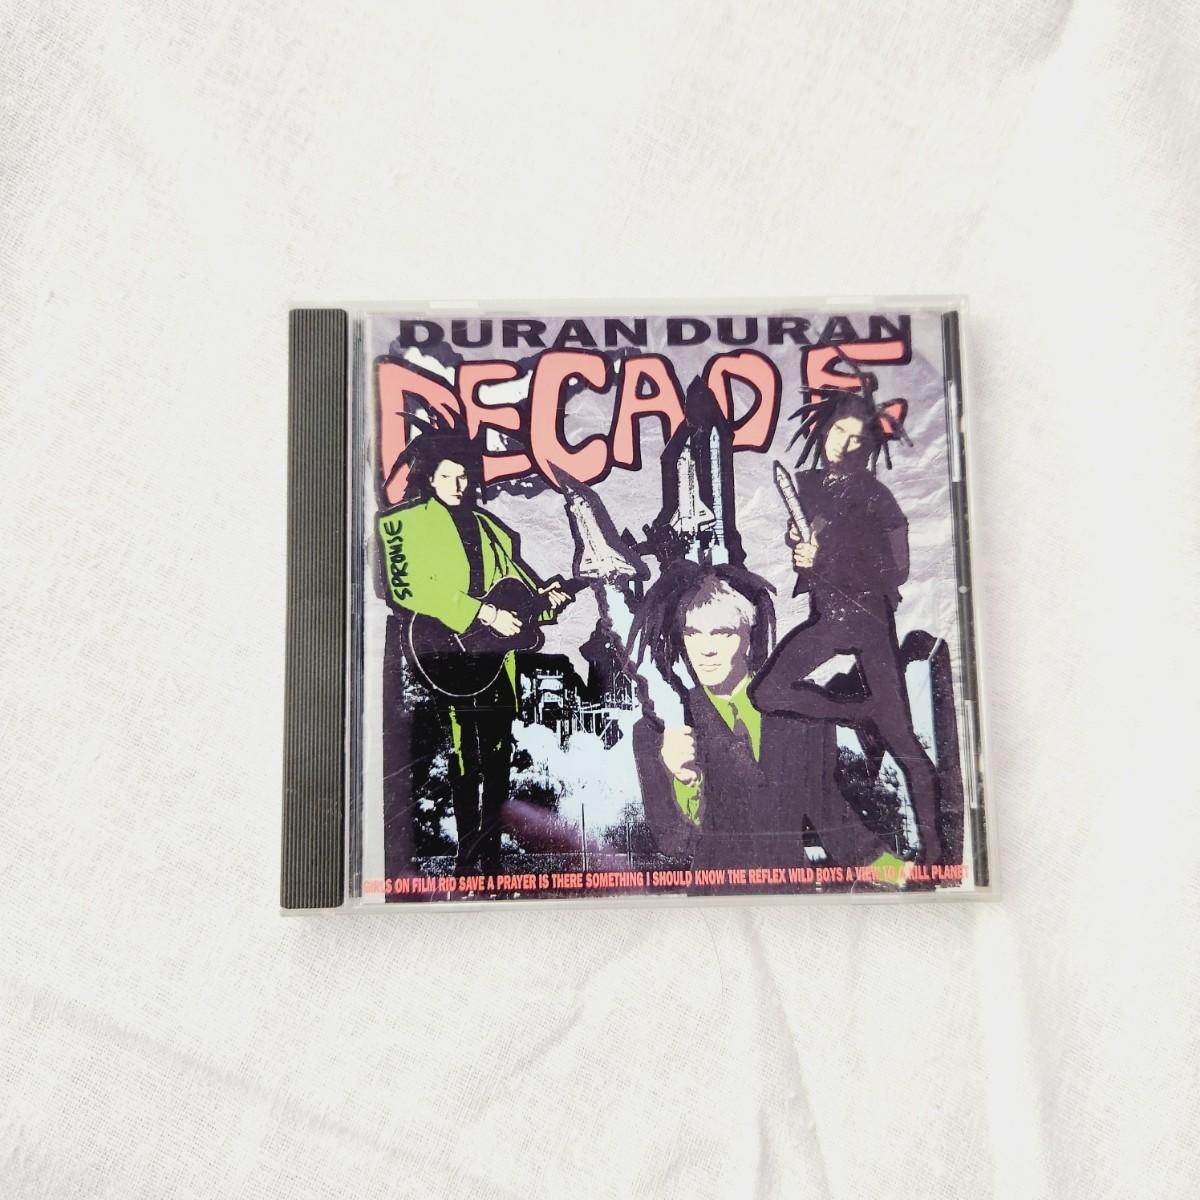 DURAN DURAN
DECADE
SPROUSE
GIRLS ON FILM RIO SAVE A PRAYER IS THERE SOMETHING I SHOULD KNOW THE REFLEX WILD BOYS A VIEW TO A KILL PLANET